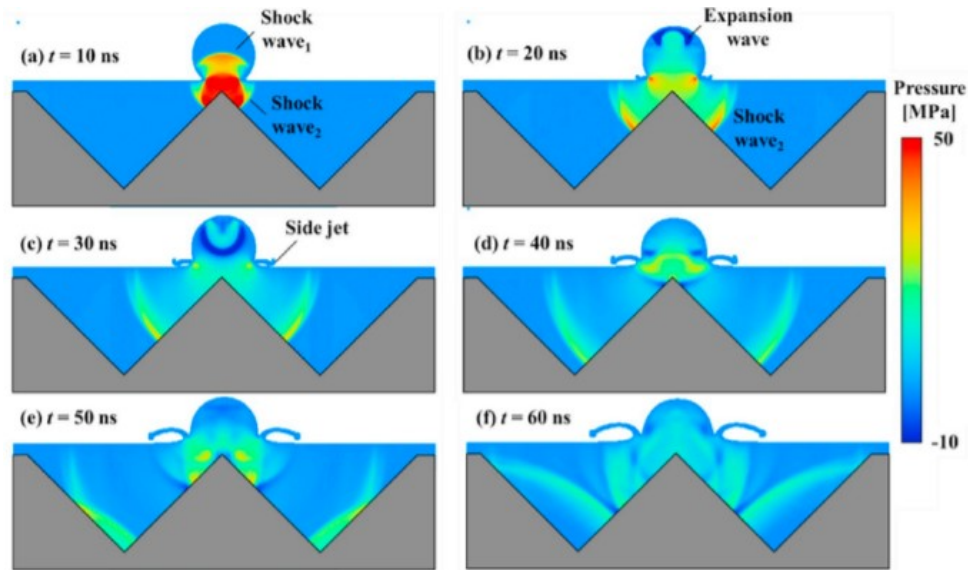 (a) t = 10 ns
Shock
wave1
Shock
wave2
(b) t = 20 ns
Expansion
wave
Shock
wave2
Pressure
[MPa]
50
-10
(c) t = 30 ns
Side jet
(d) t = 40 ns
(e) t = 50 ns
(f) t = 60 ns